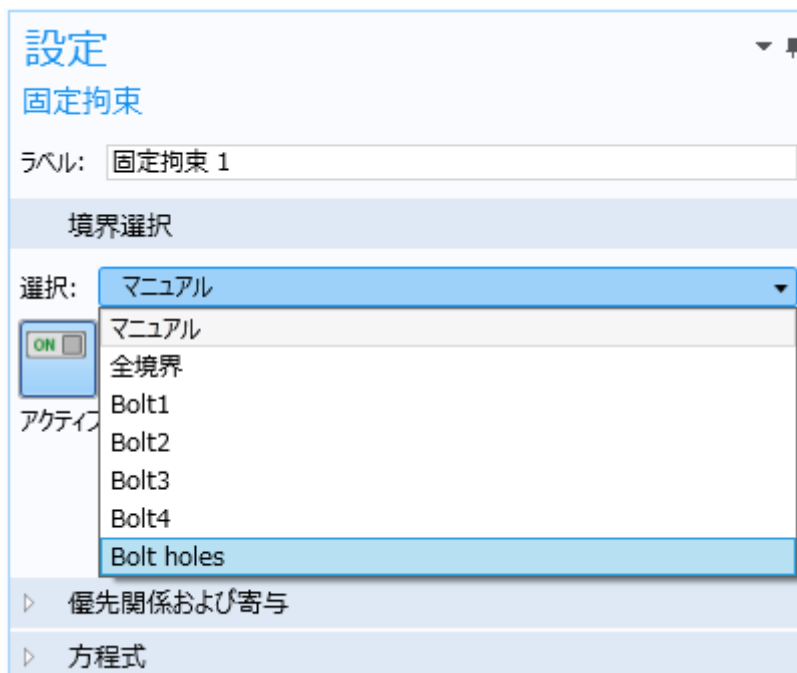 設定
固定拘束
ラベル: 固定拘束 1
境界選択
選択: マニュアル
マニュアル
ON
全境界
Bolt1
アクティブ
Bolt2
Bolt3
Bolt4
Bolt holes
優先関係および寄与
方程式